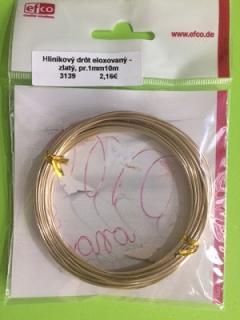 efco
www.efco.de
Hliníkový drôt eloxovaný -
zlatý, pr.1mm10m
3139 2,16€